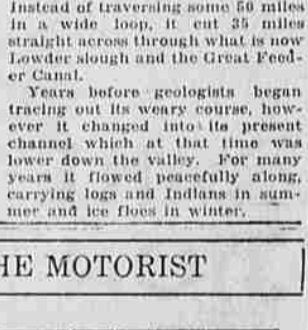 Instead of traversing some 50 miles
in a wide loop, it cut 35 miles
straight across through what is now
Lowder slough and the Great Feed-
er Canal.
Years before geologists began
tracing out its weary course, how-
ever it changed into its present
channel which at that time was
lower down the valley. For many
years it flowed peacefully along,
carrying logs and Indians in sum-
mer and ice floes in winter.
HE MOTORIST